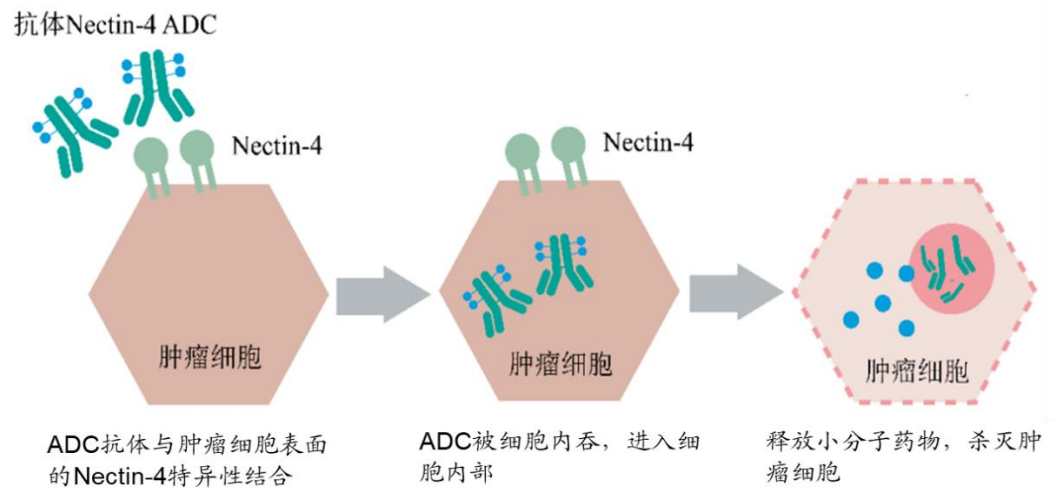 抗体Nectin-4 ADC
Nectin-4
Nectin-4
肿瘤细胞
肿瘤细胞
肿瘤细胞
ADC抗体与肿瘤细胞表面
的Nectin-4特异性结合
ADC被细胞内吞，进入细
胞内部
释放小分子药物，杀灭肿
瘤细胞